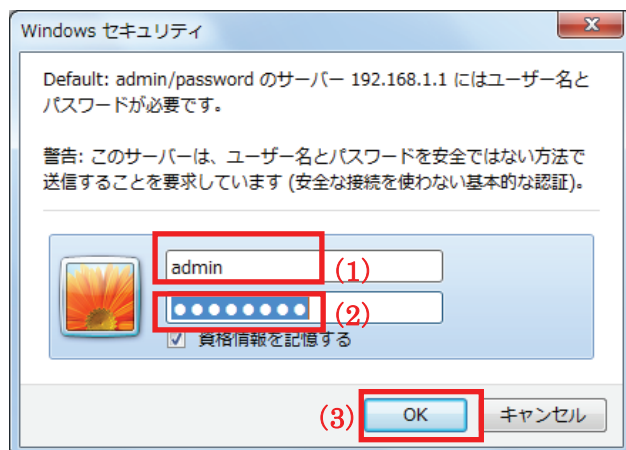 Windows セキュリティ
Default: admin/password のサーバー 192.168.1.1 にはユーザー名と
パスワードが必要です。
警告: このサーバーは、ユーザー名とパスワードを安全ではない方法で
送信することを要求しています (安全な接続を使わない基本的な認証)。
admin (1)
●●●●●●●● (2)
資格情報を記憶する
(3) OK キャンセル